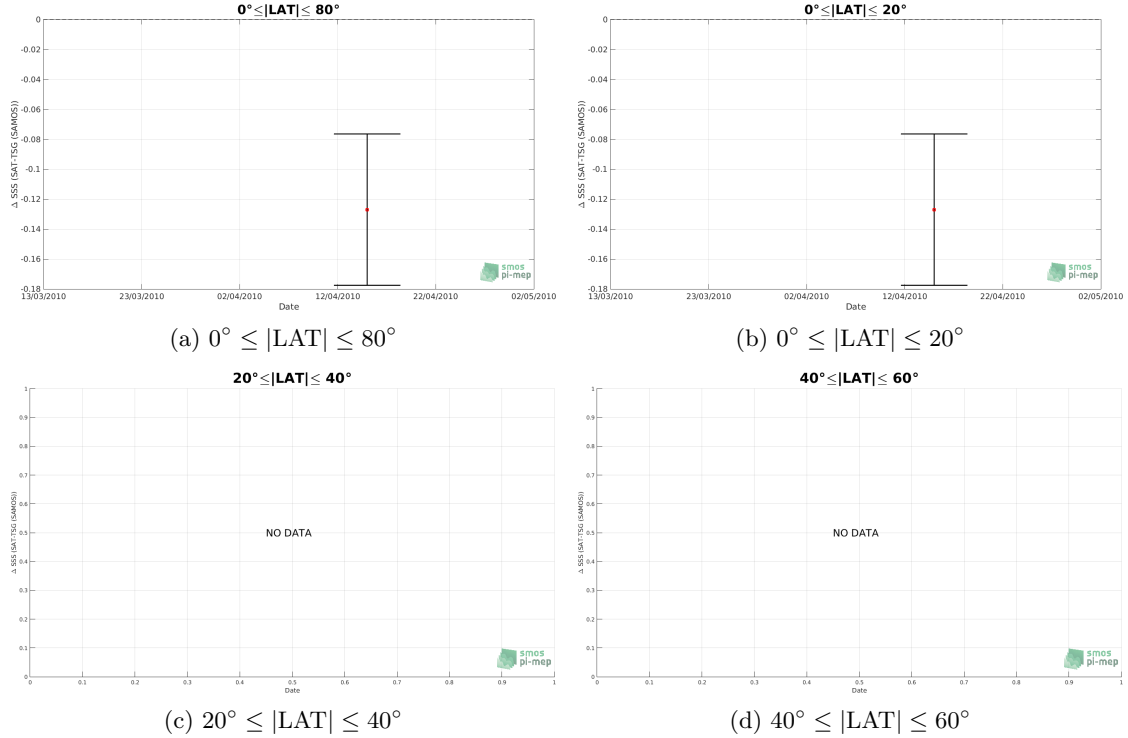 0°≤|LAT|≤ 80°
0
-0.02
-0.04
-0.06
-0.08
-0.1
-0.12
-0.14
-0.16
-0.18
Δ SSS (SAT-TSG (SAMOS))
13/03/2010 23/03/2010 02/04/2010 12/04/2010 22/04/2010 02/05/2010
Date
smos
pi-mep
(a) 0° ≤ |LAT| ≤ 80°
0°≤|LAT|≤ 20°
0
-0.02
-0.04
-0.06
-0.08
-0.1
-0.12
-0.14
-0.16
-0.18
Δ SSS (SAT-TSG (SAMOS))
13/03/2010 23/03/2010 02/04/2010 12/04/2010 22/04/2010 02/05/2010
Date
smos
pi-mep
(b) 0° ≤ |LAT| ≤ 20°
20°≤|LAT|≤ 40°
1
0.9
0.8
0.7
0.6
0.5
0.4
0.3
0.2
0.1
0
Δ SSS (SAT-TSG (SAMOS))
NO DATA
0 0.1 0.2 0.3 0.4 0.5 0.6 0.7 0.8 0.9 1
Date
smos
pi-mep
(c) 20° ≤ |LAT| ≤ 40°
40°≤|LAT|≤ 60°
1
0.9
0.8
0.7
0.6
0.5
0.4
0.3
0.2
0.1
0
Δ SSS (SAT-TSG (SAMOS))
NO DATA
0 0.1 0.2 0.3 0.4 0.5 0.6 0.7 0.8 0.9 1
Date
smos
pi-mep
(d) 40° ≤ |LAT| ≤ 60°